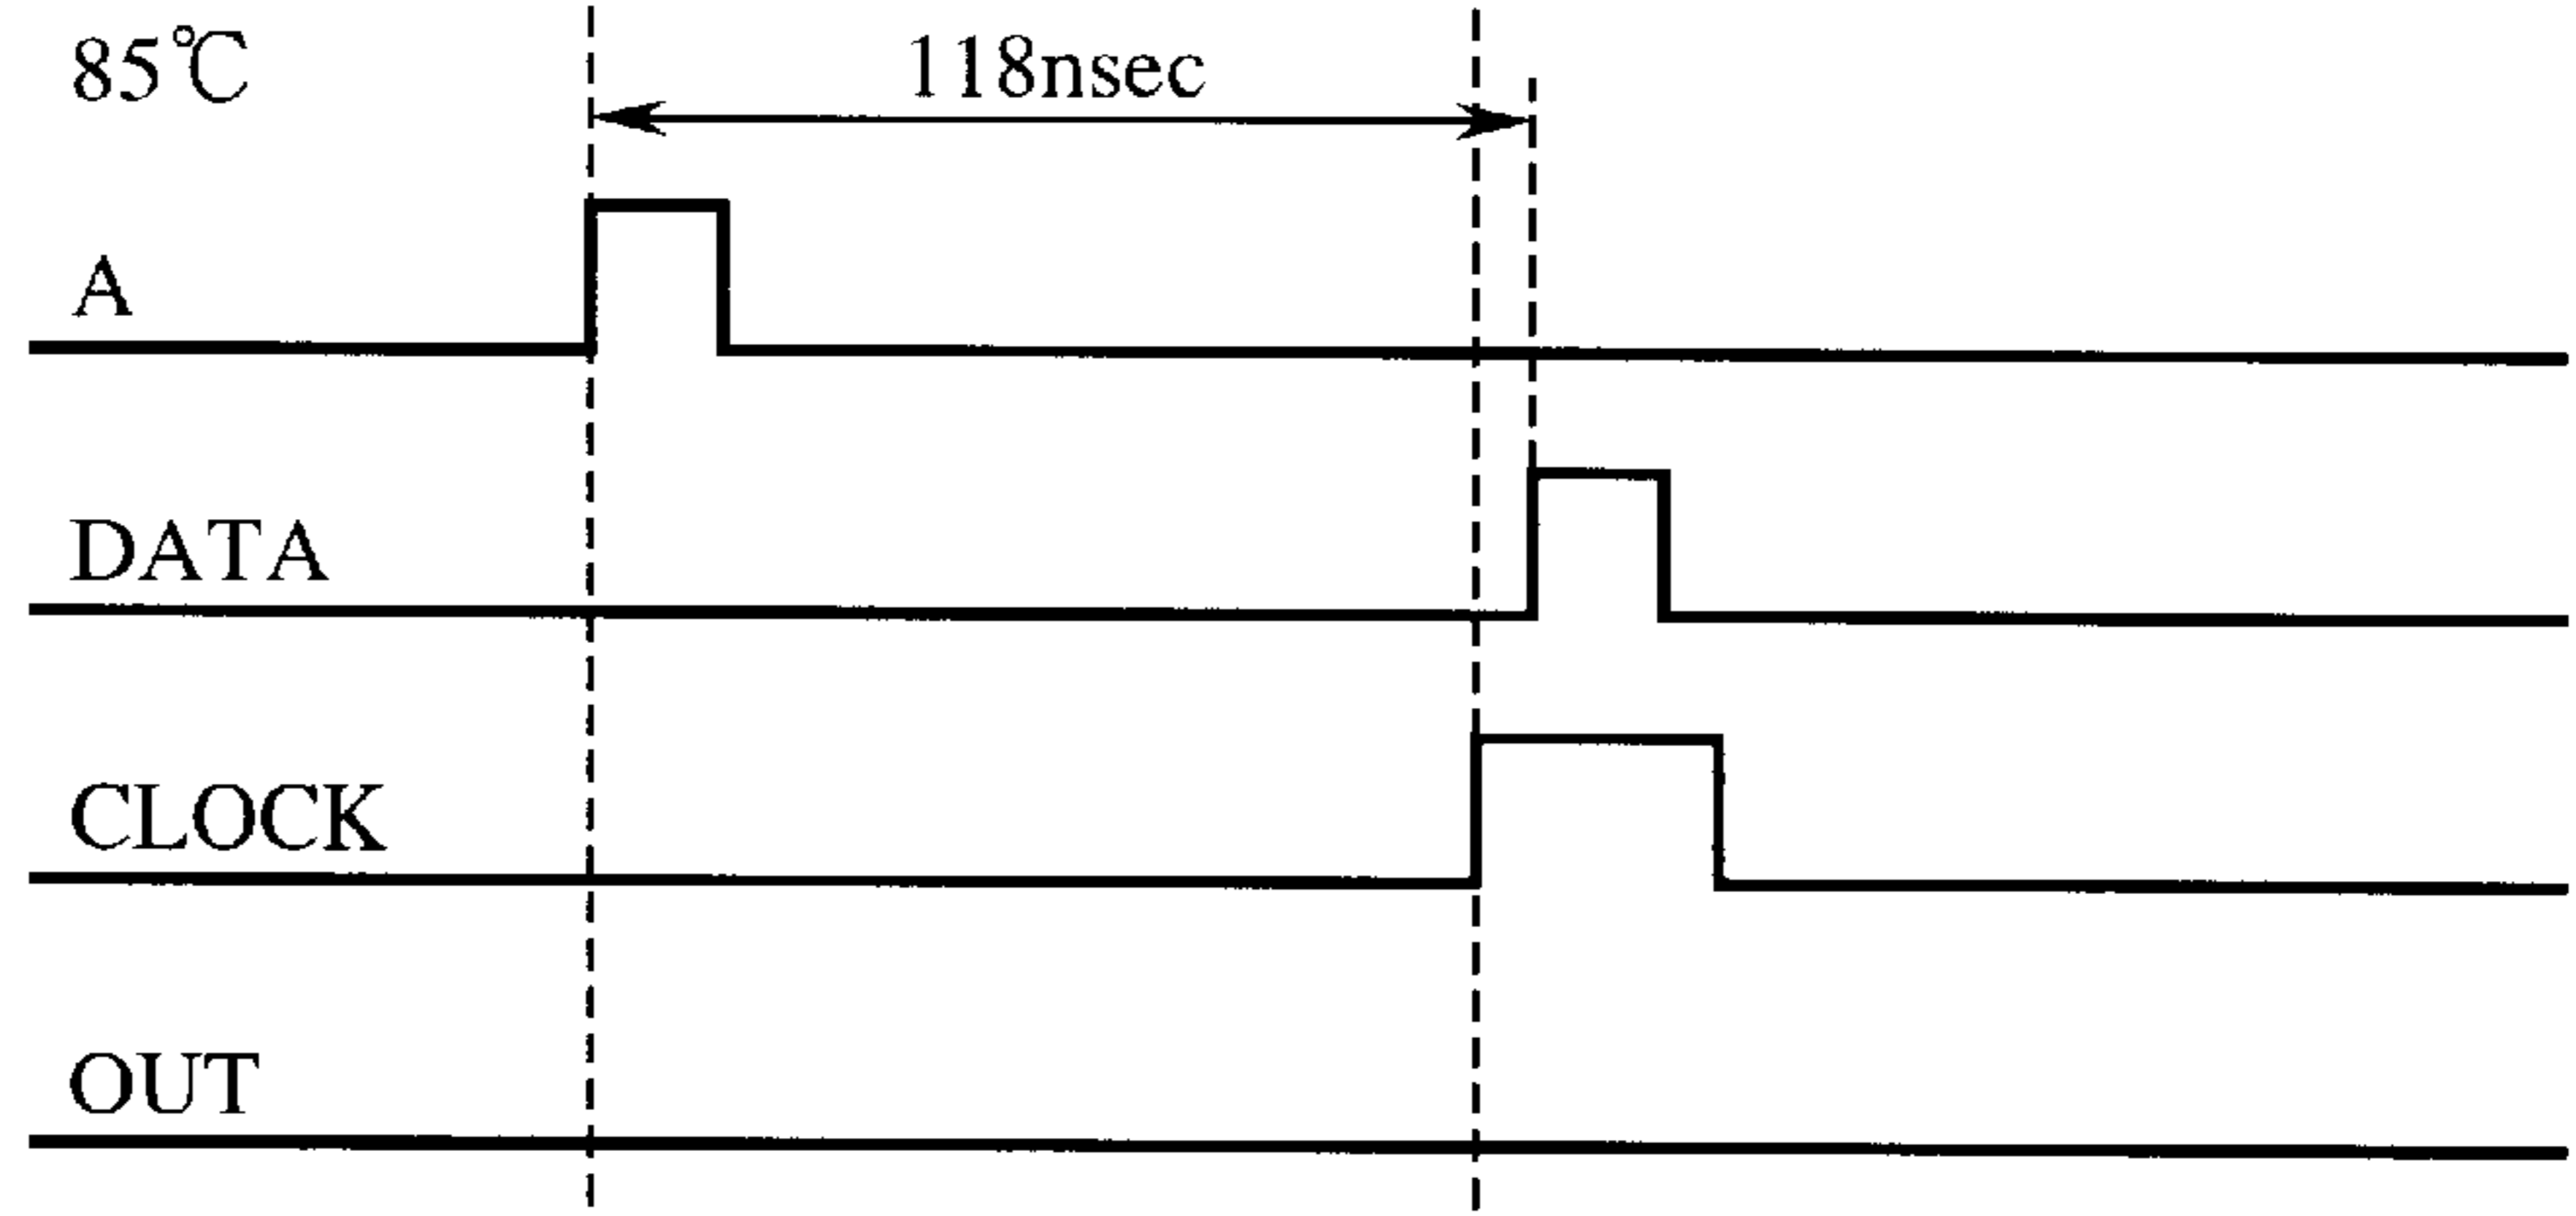 85℃
118nsec
A
DATA
CLOCK
OUT